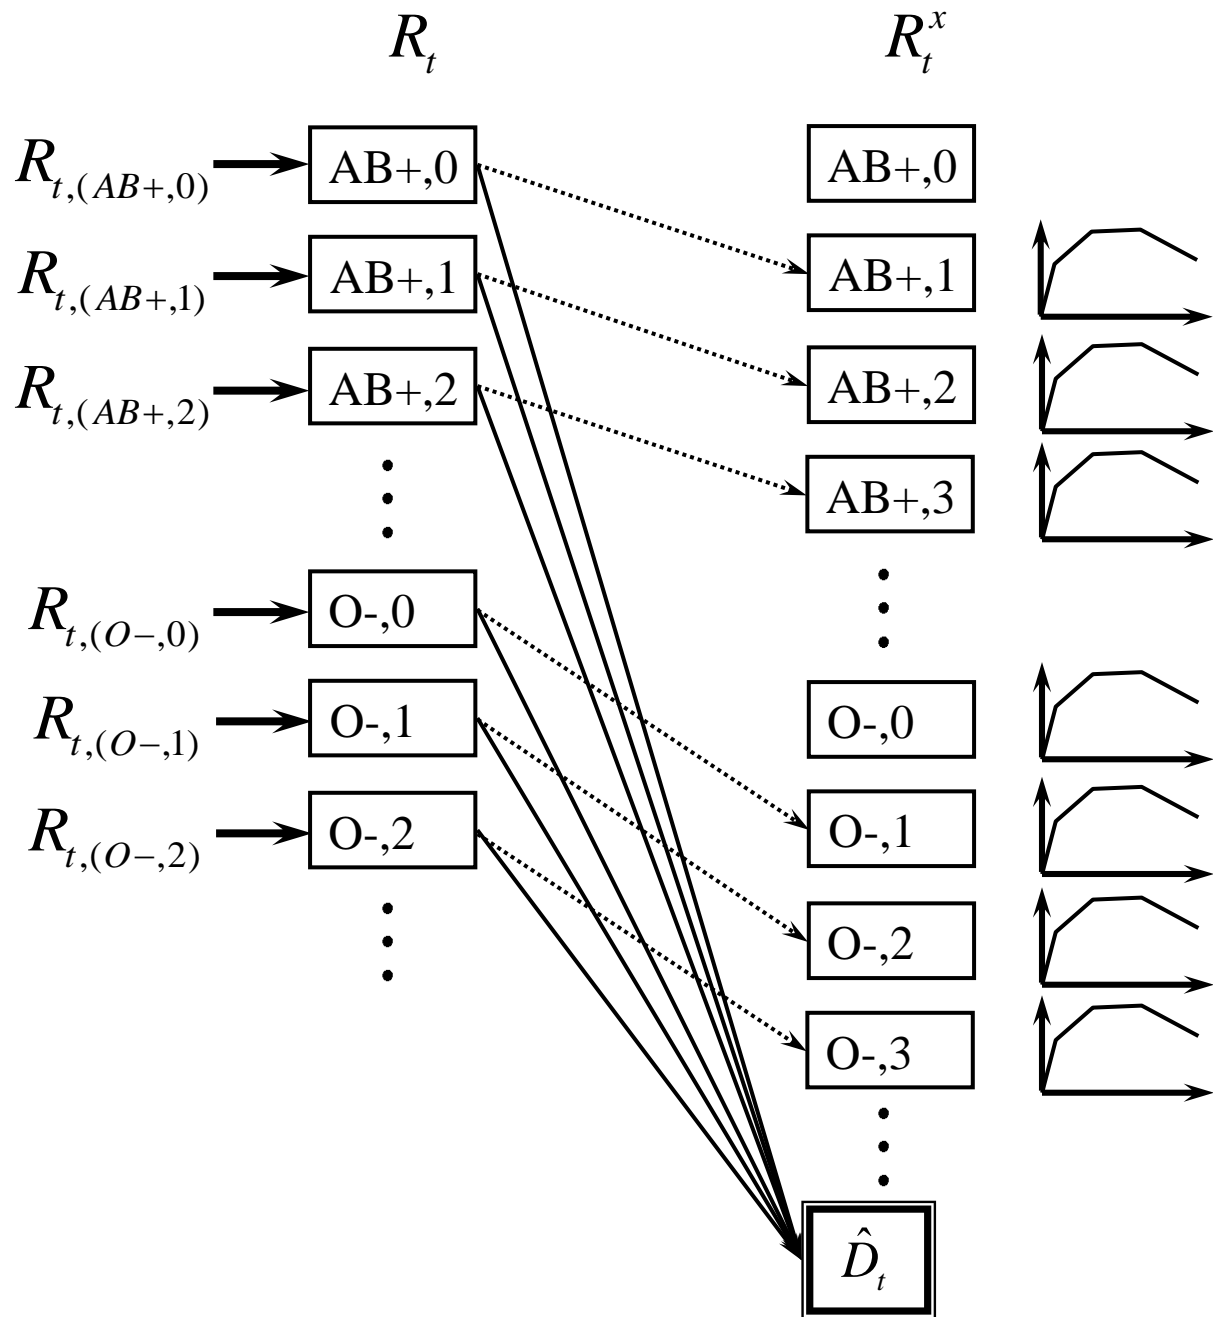 R_t R_t^x
R_{t,(AB+,0)} AB+,0 AB+,0
R_{t,(AB+,1)} AB+,1 AB+,1
R_{t,(AB+,2)} AB+,2 AB+,2
AB+,3
R_{t,(O-,0)} O-,0
R_{t,(O-,1)} O-,1 O-,0
R_{t,(O-,2)} O-,2 O-,1
O-,2
O-,3
\hat{D}_t